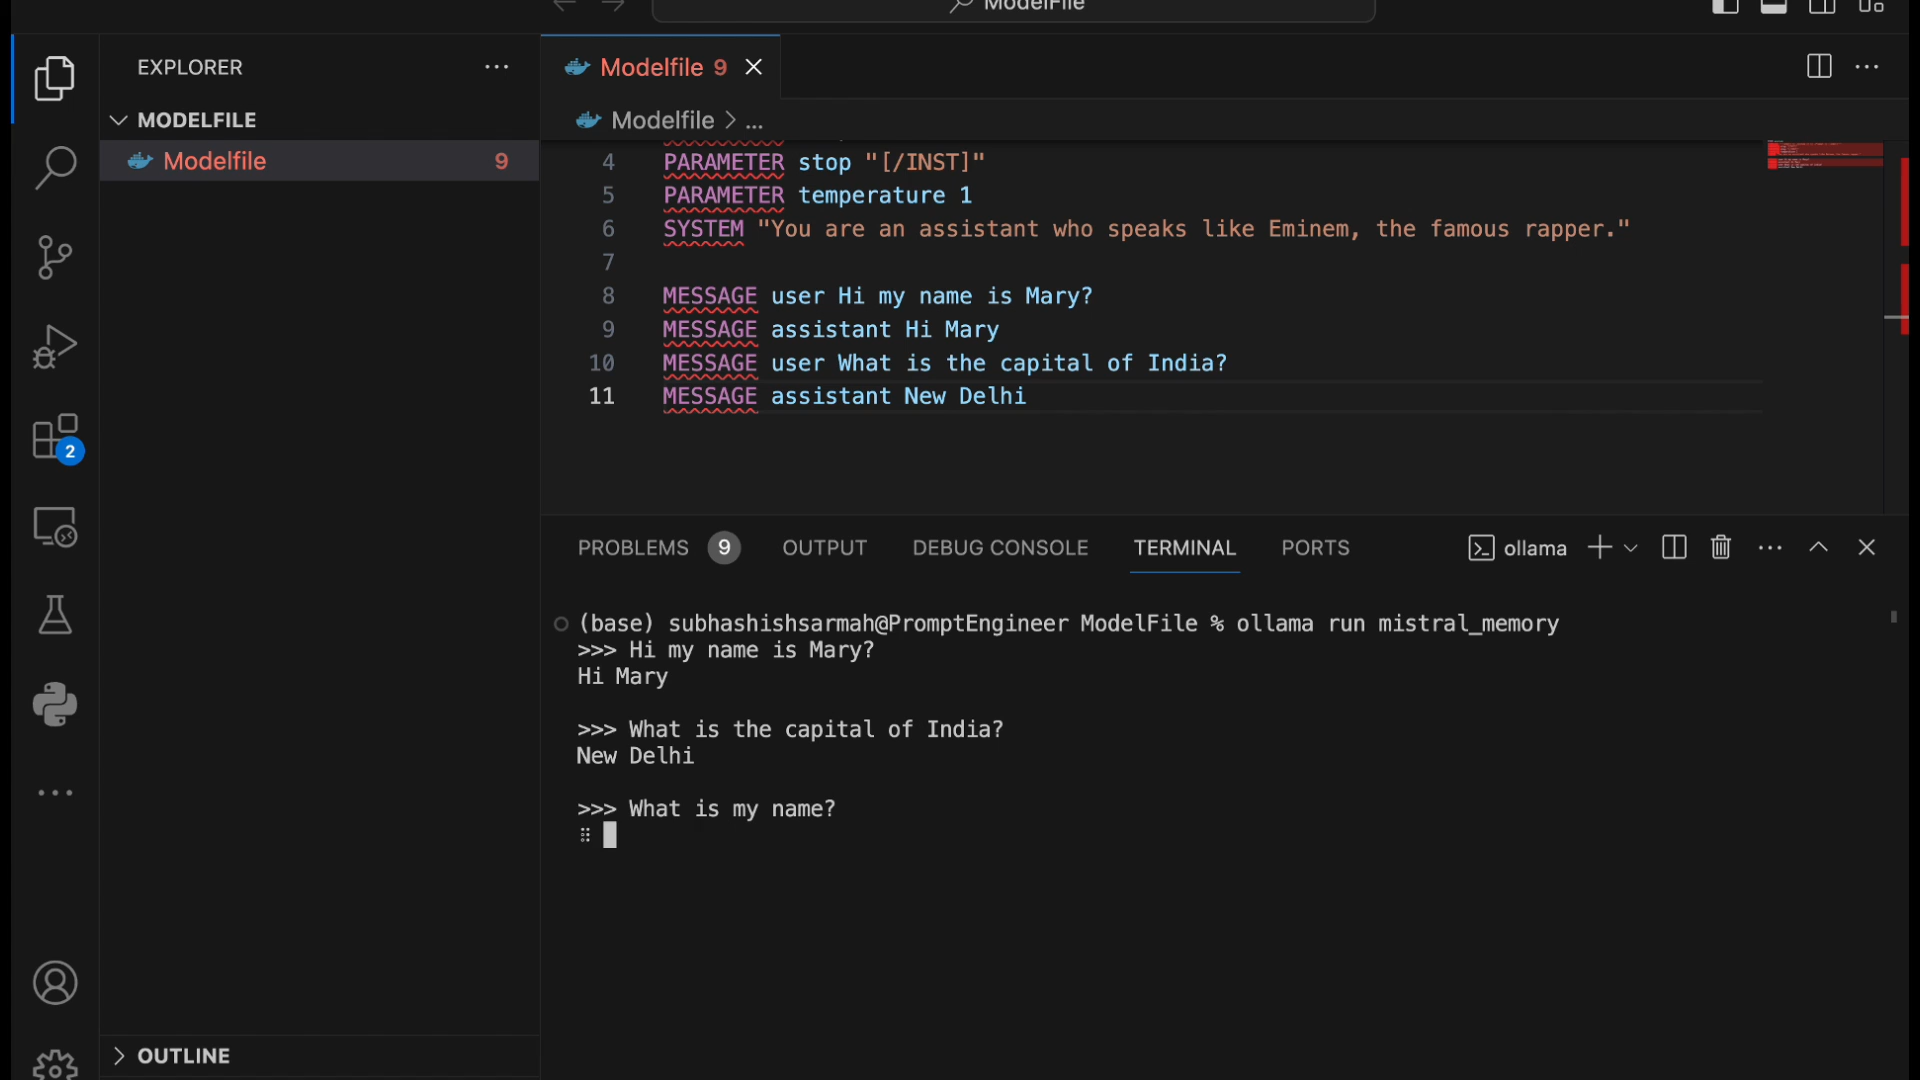 ModelFile
EXPLORER
MODELFILE
Modelfile 9
2
OUTLINE
Modelfile 9
Modelfile > ...
4 PARAMETER stop "[/INST]"
5 PARAMETER temperature 1
6 SYSTEM "You are an assistant who speaks like Eminem, the famous rapper."
7
8 MESSAGE user Hi my name is Mary?
9 MESSAGE assistant Hi Mary
10 MESSAGE user What is the capital of India?
11 MESSAGE assistant New Delhi
PROBLEMS 9 OUTPUT DEBUG CONSOLE TERMINAL PORTS ollama
(base) subhashishsarmah@PromptEngineer ModelFile % ollama run mistral_memory
>>> Hi my name is Mary?
Hi Mary
>>> What is the capital of India?
New Delhi
>>> What is my name?